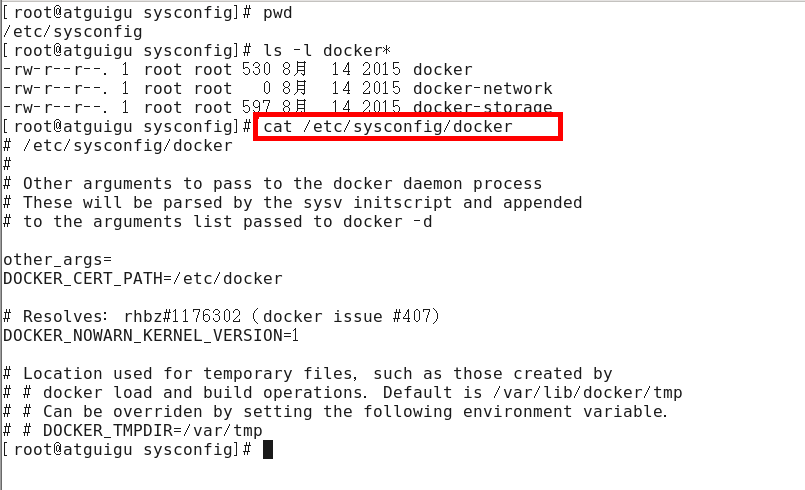 [root@atguigu sysconfig]# pwd
/etc/sysconfig
[root@atguigu sysconfig]# ls -l docker*
-rw-r--r--. 1 root root 530 8月  14 2015 docker
-rw-r--r--. 1 root root   0 8月  14 2015 docker-network
-rw-r--r--. 1 root root 597 8月  14 2015 docker-storage
[root@atguigu sysconfig]# cat /etc/sysconfig/docker
# /etc/sysconfig/docker
#
# Other arguments to pass to the docker daemon process
# These will be parsed by the sysv initscript and appended
# to the arguments list passed to docker -d
other_args=
DOCKER_CERT_PATH=/etc/docker
# Resolves: rhbz#1176302 (docker issue #407)
DOCKER_NOWARN_KERNEL_VERSION=1
# Location used for temporary files, such as those created by
# # docker load and build operations. Default is /var/lib/docker/tmp
# # Can be overriden by setting the following environment variable.
# # DOCKER_TMPDIR=/var/tmp
[root@atguigu sysconfig]#